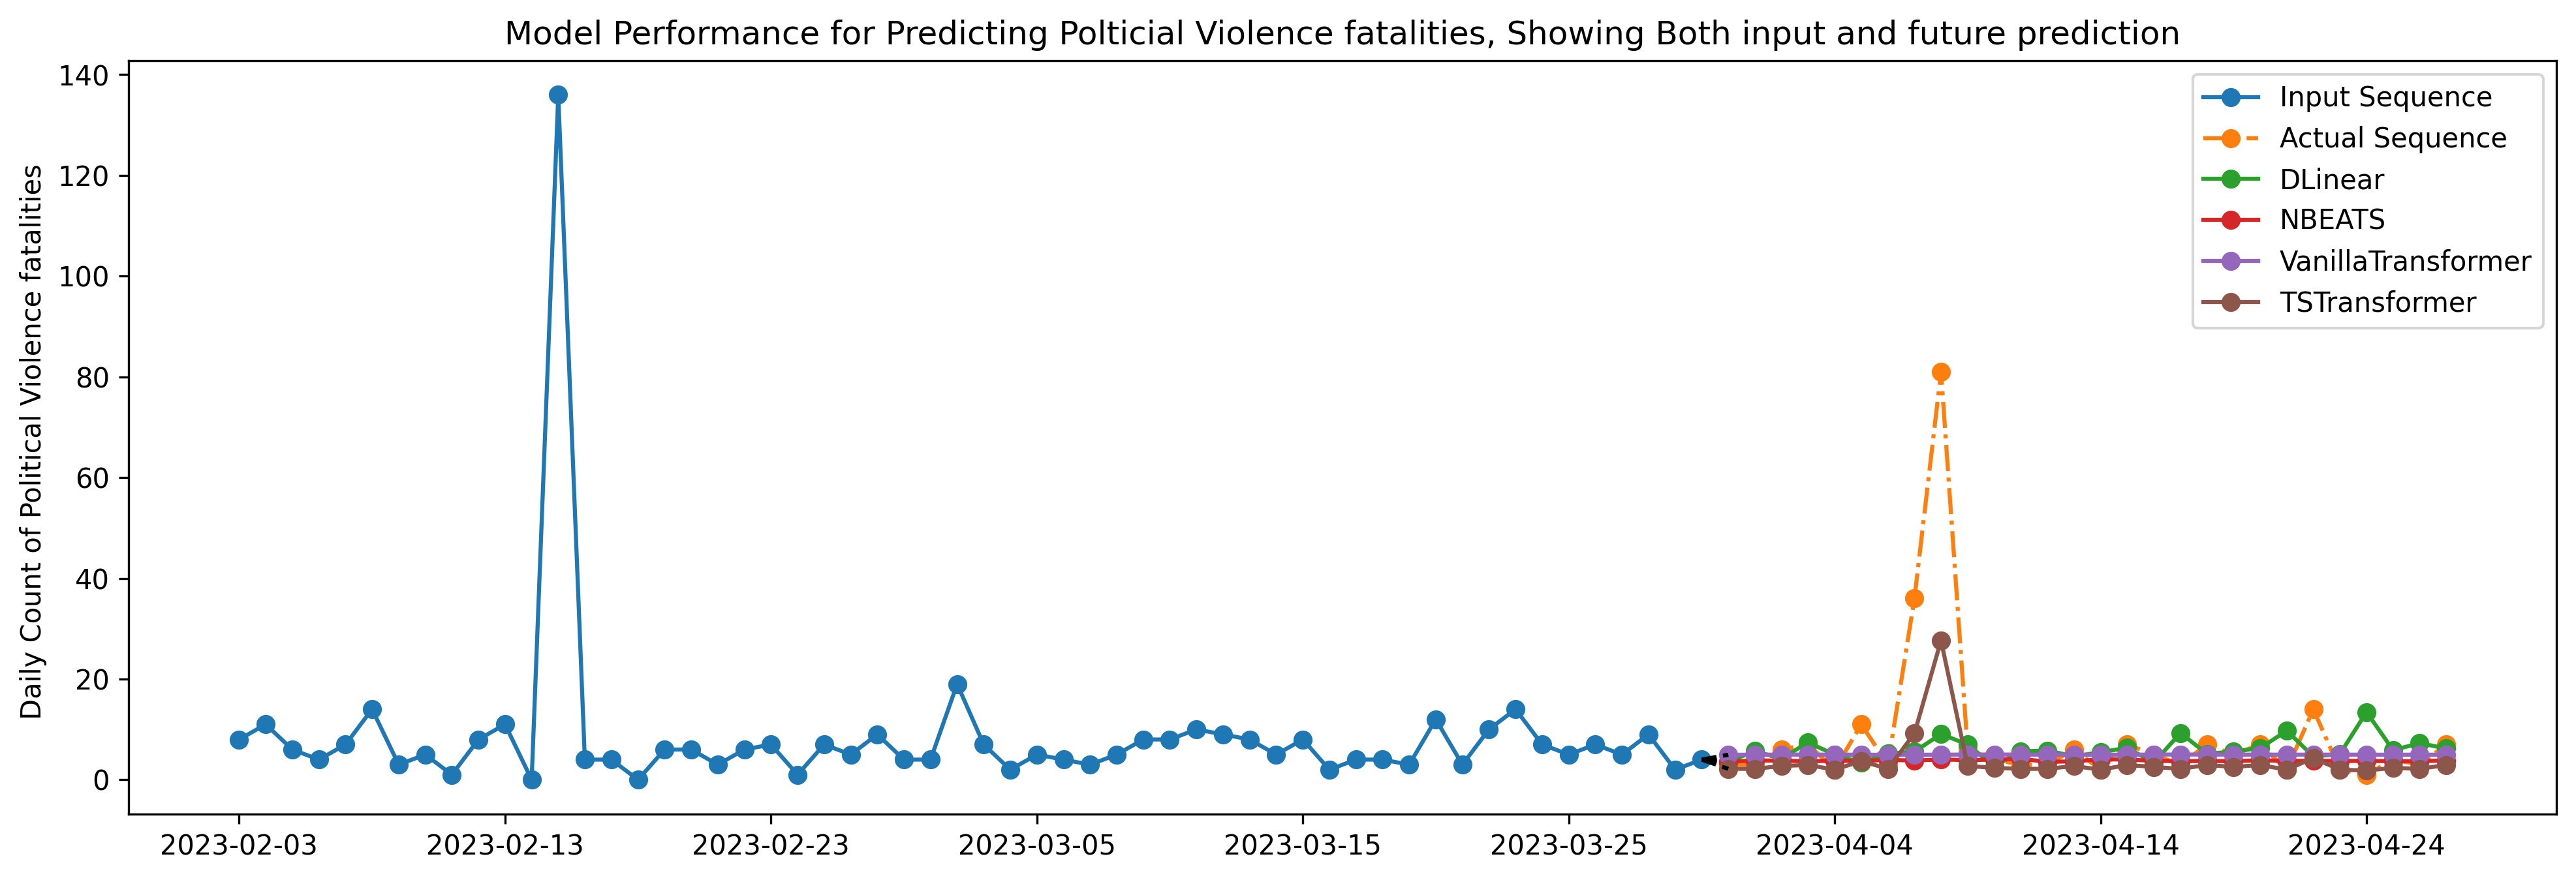 Model Performance for Predicting Polticial Violence fatalities, Showing Both input and future prediction
Daily Count of Political Violence fatalities
140
120
100
80
60
40
20
0
Input Sequence
Actual Sequence
DLinear
NBEATS
VanillaTransformer
TSTransformer
2023-02-03
2023-02-13
2023-02-23
2023-03-05
2023-03-15
2023-03-25
2023-04-04
2023-04-14
2023-04-24